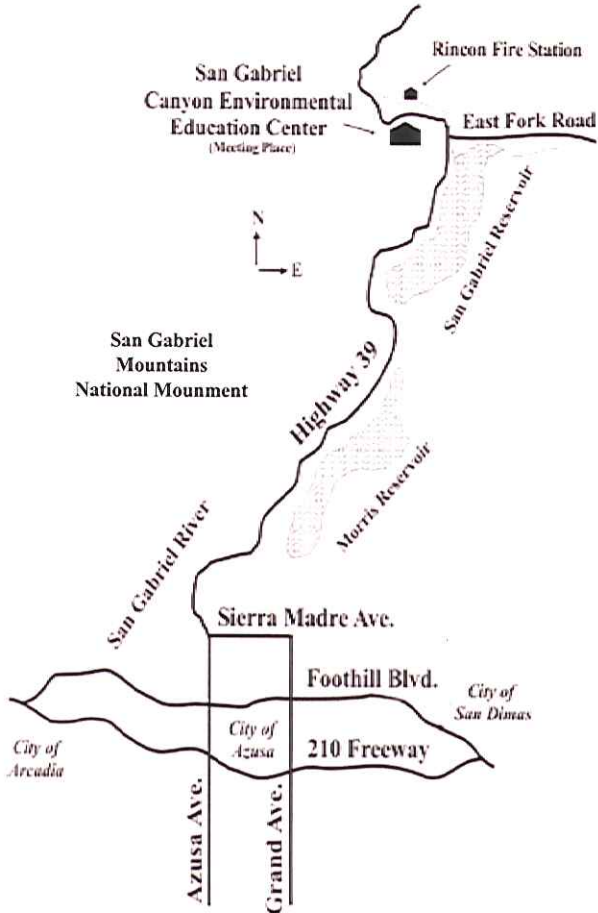 Rincon Fire Station
San Gabriel
Canyon Environmental
Education Center
(Meeting Place)
East Fork Road
N
E
San Gabriel Reservoir
San Gabriel
Mountains
National Mounment
Highway 39
Morris Reservoir
San Gabriel River
Sierra Madre Ave.
Foothill Blvd.
City of
San Dimas
City of
Azusa
210 Freeway
City of
Arcadia
Azusa Ave.
Grand Ave.